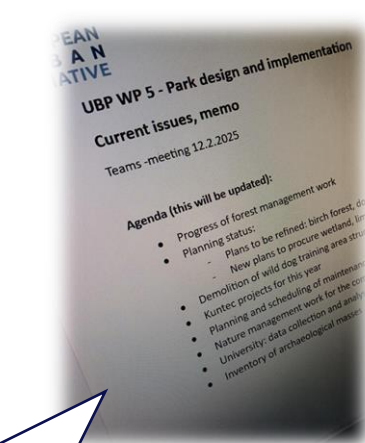 PEAN
BAN
ATIVE
UBP WP 5 - Park design and implementation
Current issues, memo
Teams -meeting 12.2.2025
Agenda (this will be updated):
• Progress of forest management work
• Planning status:
- Plans to be refined: birch forest,
- New plans to procure wetland,
• Demolition of wild dog training area
• Kuntec projects for this year
• Planning and scheduling of
• Nature management work for the
• University: data collection and
• Inventory of archaeological masses